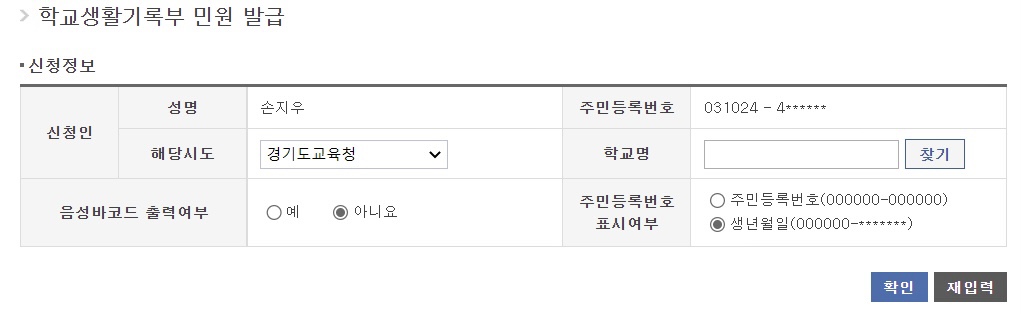 학교생활기록부 민원 발급
신청정보
신청인
성명
손지우
주민등록번호
031024 - 4******
해당시도
경기도교육청
학교명
찾기
음성바코드 출력여부
예
아니요
주민등록번호
표시여부
주민등록번호(000000-000000)
생년월일(000000-*******)
확인
재입력